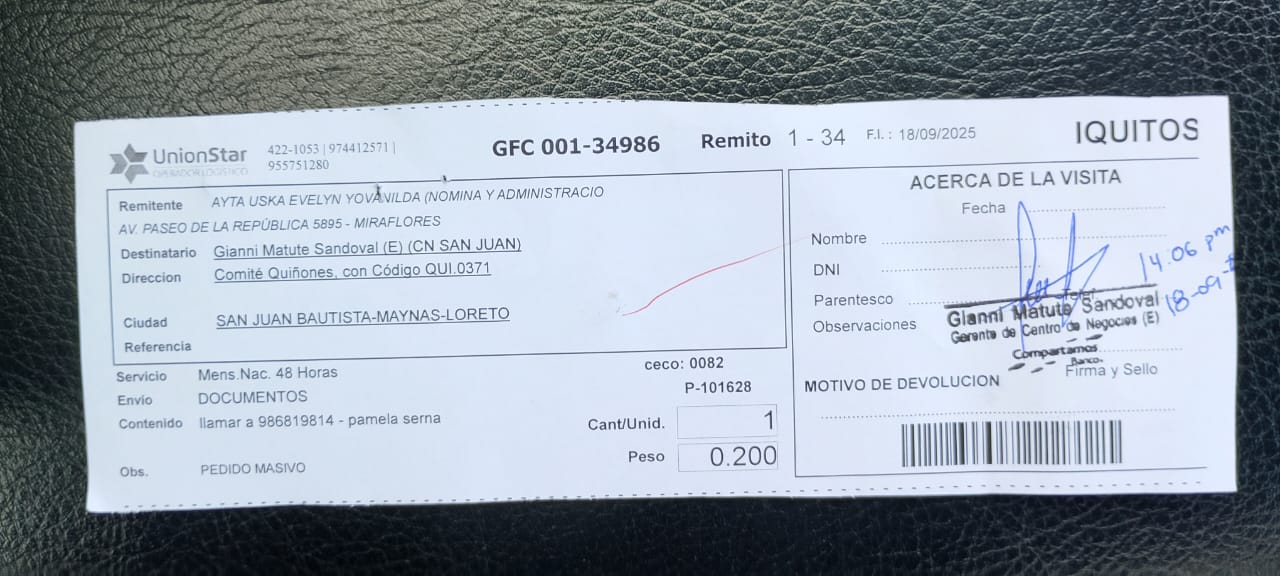 UnionStar
OPERADOR LOGISTICO
422-1053 | 974412571 |
955751280
GFC 001-34986
Remito 1 - 34
F.I. : 18/09/2025
IQUITOS
Remitente AYTA USKA EVELYN YOVANILDA (NOMINA Y ADMINISTRACIO
AV. PASEO DE LA REPÚBLICA 5895 - MIRAFLORES
Destinatario Gianni Matute Sandoval (E) (CN SAN JUAN)
Direccion Comité Quiñones, con Código QUI.0371
Ciudad SAN JUAN BAUTISTA-MAYNAS-LORETO
Referencia
Servicio Mens.Nac. 48 Horas
Envio DOCUMENTOS
Contenido llamar a 986819814 - pamela serna
Obs. PEDIDO MASIVO
ceco: 0082
P-101628
Cant/Unid. 1
Peso 0.200
ACERCA DE LA VISITA
Fecha
Nombre
DNI
14.06 pm
Parentesco
18-09-
Observaciones
Gianni Matute Sandoval
Gerente de Centro de Negocios (E)
Compartamos
Banco
Firma y Sello
MOTIVO DE DEVOLUCION